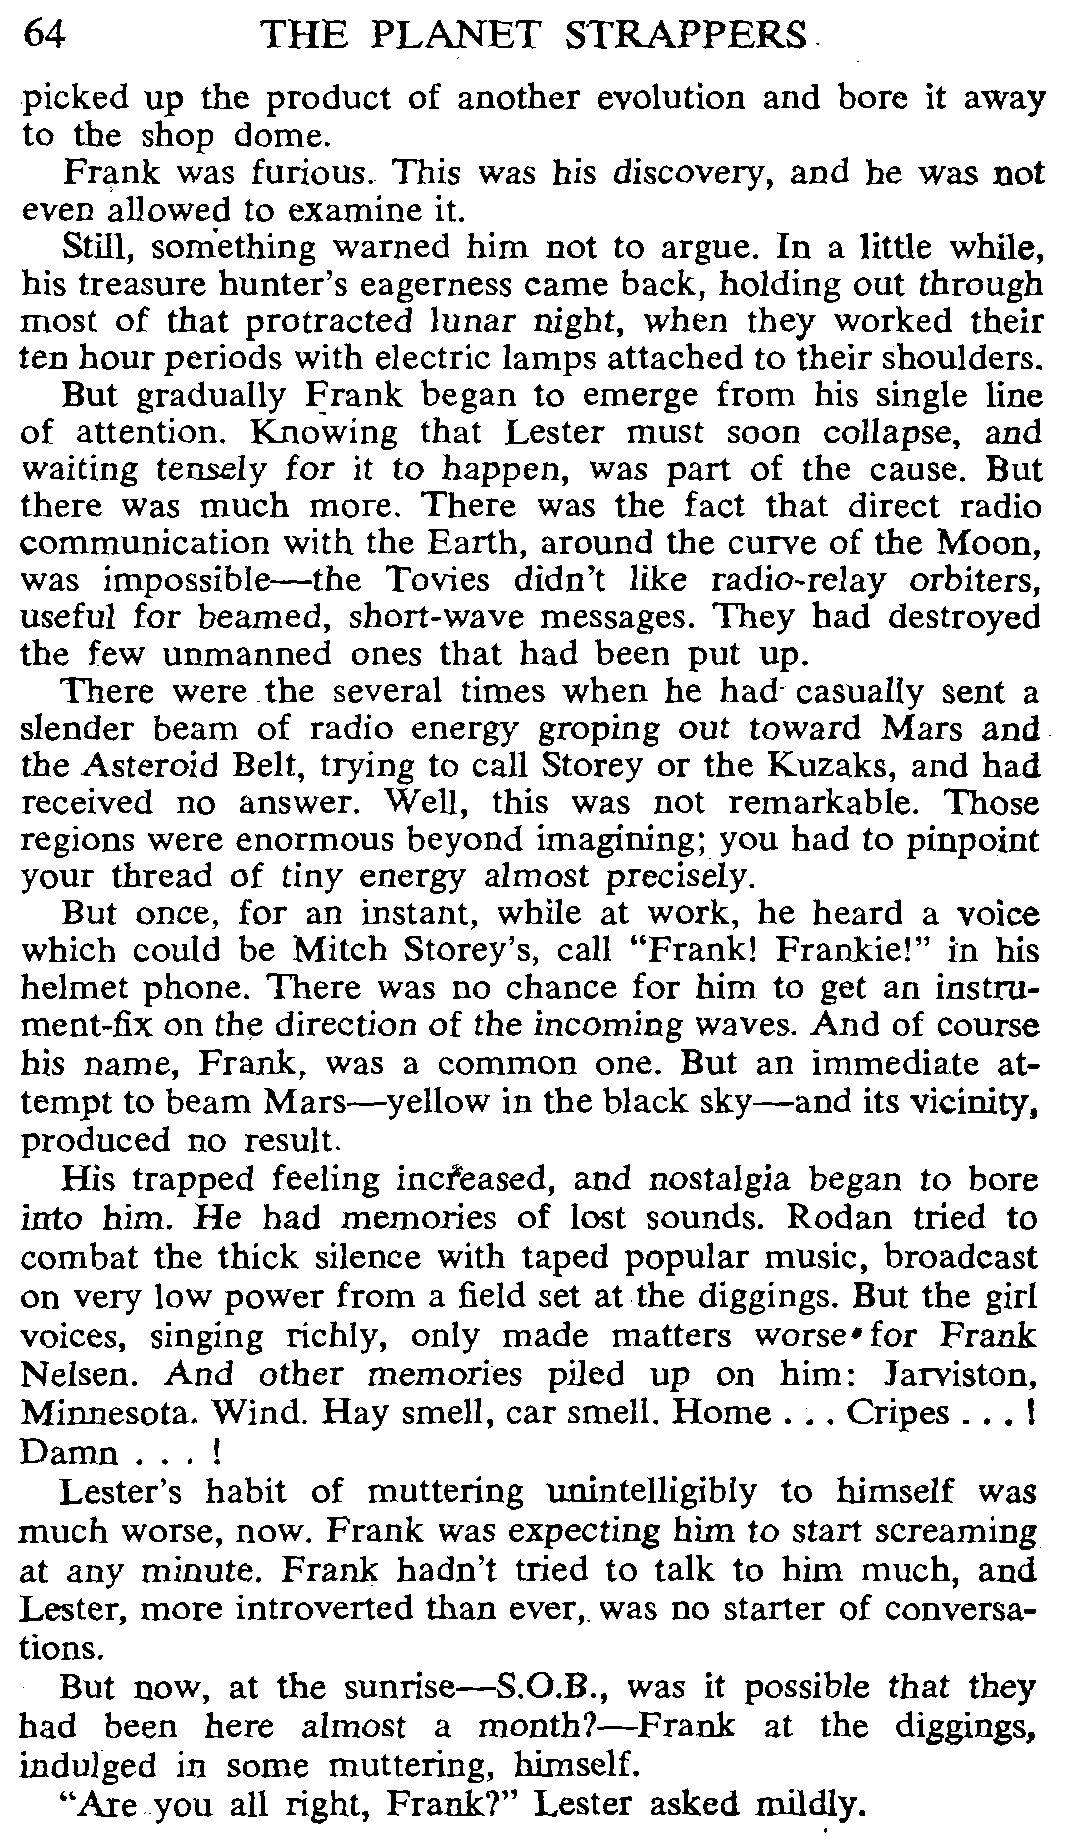 64 THE PLANET STRAPPERS
picked up the product of another evolution and bore it away
to the shop dome.
Frank was furious. This was his discovery, and he was not
even allowed to examine it.
Still, something warned him not to argue. In a little while,
his treasure hunter's eagerness came back, holding out through
most of that protracted lunar night, when they worked their
ten hour periods with electric lamps attached to their shoulders.
But gradually Frank began to emerge from his single line
of attention. Knowing that Lester must soon collapse, and
waiting tensely for it to happen, was part of the cause. But
there was much more. There was the fact that direct radio
communication with the Earth, around the curve of the Moon,
was impossible—the Tovies didn't like radio-relay orbiters,
useful for beamed, short-wave messages. They had destroyed
the few unmanned ones that had been put up.
There were the several times when he had casually sent a
slender beam of radio energy groping out toward Mars and
the Asteroid Belt, trying to call Storey or the Kuzaks, and had
received no answer. Well, this was not remarkable. Those
regions were enormous beyond imagining; you had to pinpoint
your thread of tiny energy almost precisely.
But once, for an instant, while at work, he heard a voice
which could be Mitch Storey's, call "Frank! Frankie!" in his
helmet phone. There was no chance for him to get an instru-
ment-fix on the direction of the incoming waves. And of course
his name, Frank, was a common one. But an immediate at-
tempt to beam Mars—yellow in the black sky—and its vicinity,
produced no result.
His trapped feeling increased, and nostalgia began to bore
into him. He had memories of lost sounds. Rodan tried to
combat the thick silence with taped popular music, broadcast
on very low power from a field set at the diggings. But the girl
voices, singing richly, only made matters worse for Frank
Nelsen. And other memories piled up on him: Jarviston,
Minnesota. Wind. Hay smell, car smell. Home . . . Cripes . . . !
Damn . . . !
Lester's habit of muttering unintelligibly to himself was
much worse, now. Frank was expecting him to start screaming
at any minute. Frank hadn't tried to talk to him much, and
Lester, more introverted than ever, was no starter of conversa-
tions.
But now, at the sunrise—S.O.B., was it possible that they
had been here almost a month?—Frank at the diggings,
indulged in some muttering, himself.
"Are you all right, Frank?" Lester asked mildly.